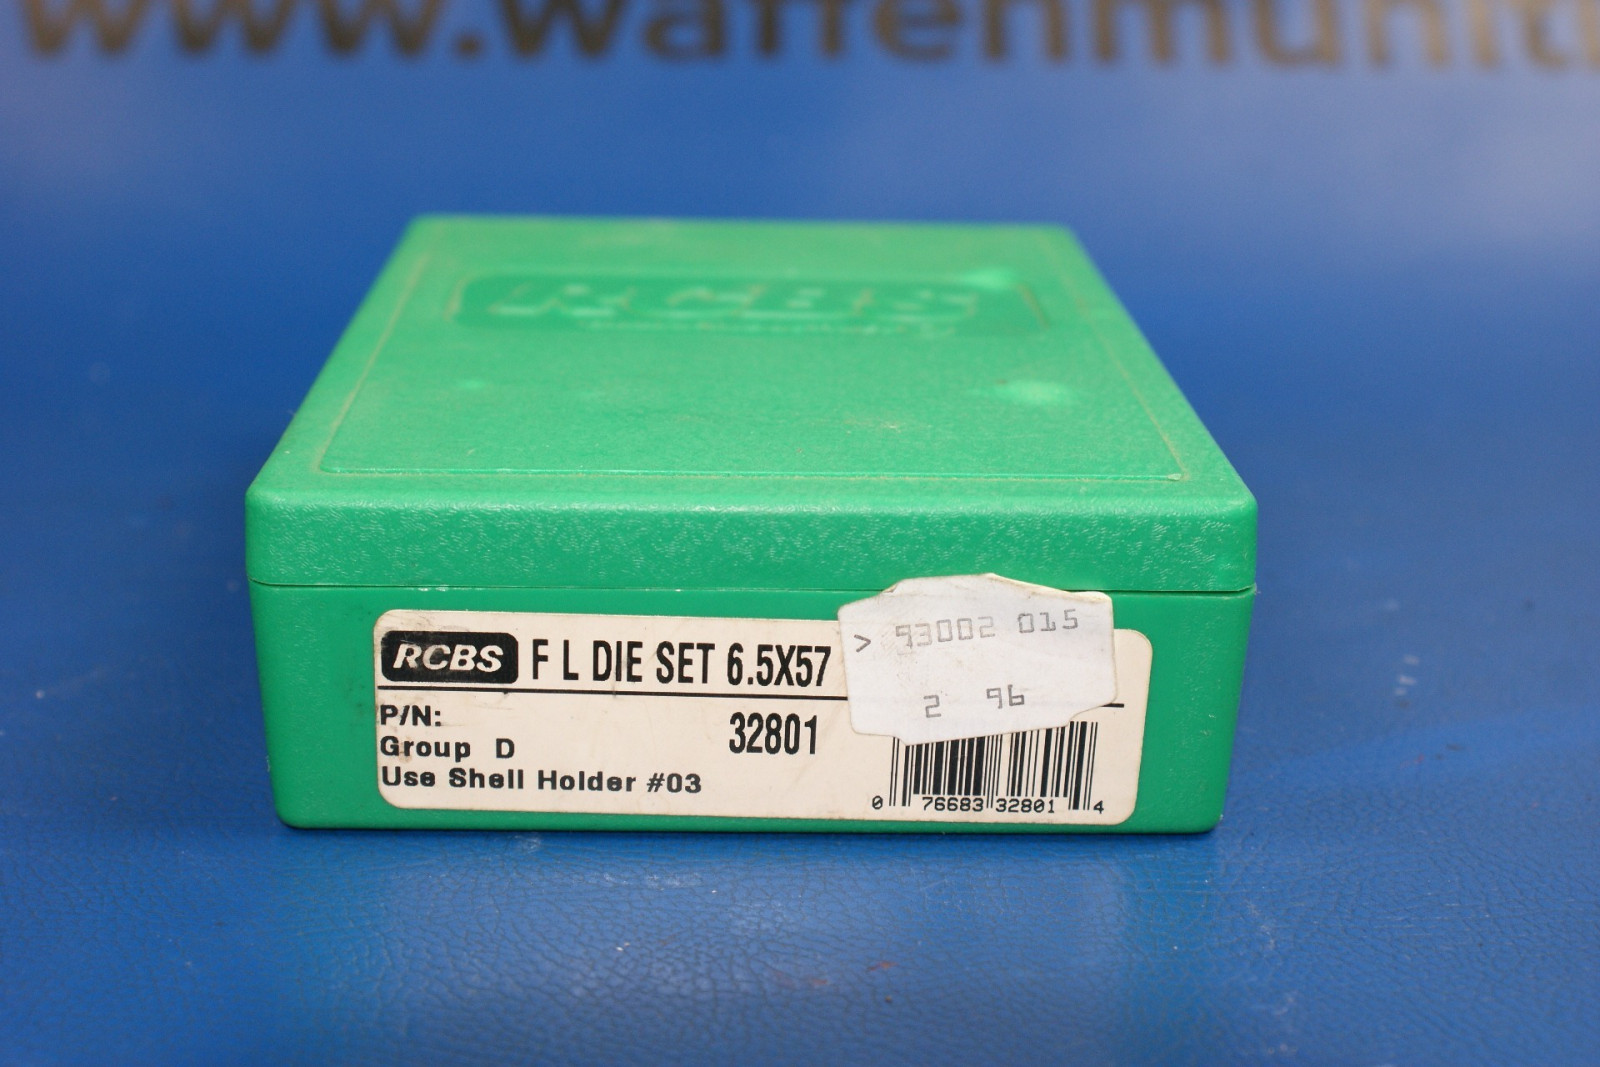 www.waffenmuniti
RCBS
RCBS F L DIE SET 6.5X57
P/N: 32801
Group D
Use Shell Holder #03
> 93002 015
2 96
0 76683 32801 4